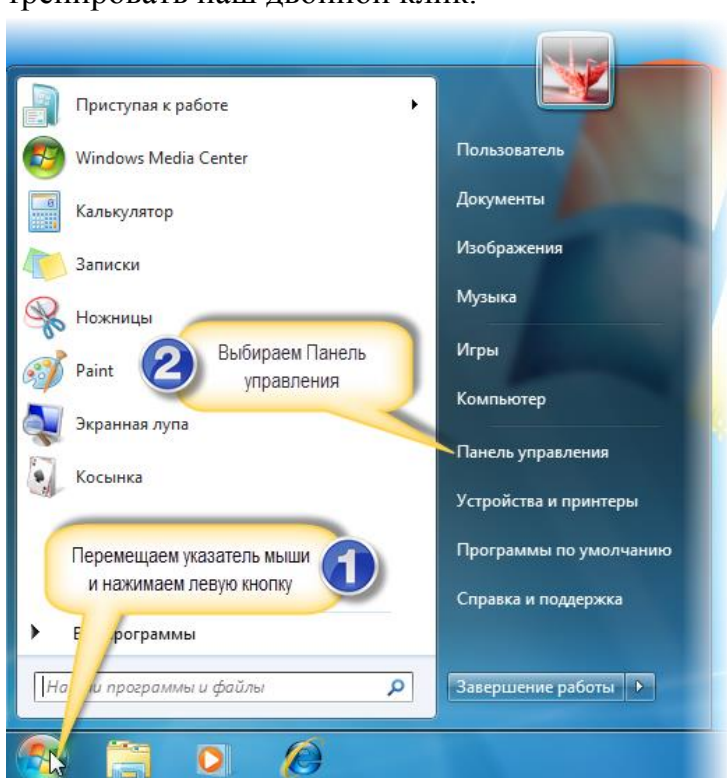 тренировать наш двойной клик.
Приступая к работе
Windows Media Center
Калькулятор
Записки
Ножницы
Paint
Экранная лупа
Косынка
2
Выбираем Панель
управления
1
Перемещаем указатель мыши
и нажимаем левую кнопку
программы
программы и файлы
Пользователь
Документы
Изображения
Музыка
Игры
Компьютер
Панель управления
Устройства и принтеры
Программы по умолчанию
Справка и поддержка
Завершение работы